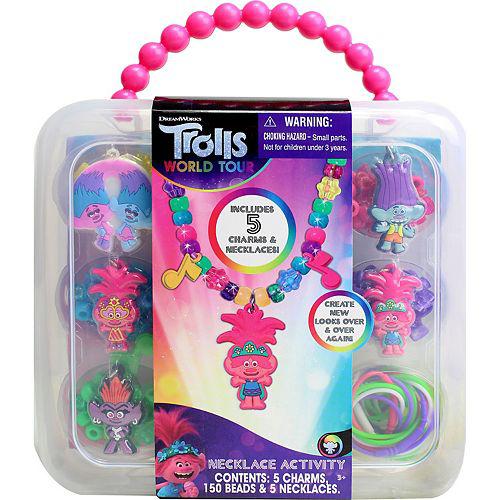 DREAMWORKS
Trolls
WORLD TOUR
WARNING:
CHOKING HAZARD – Small parts.
Not for children under 3 years.
INCLUDES
5
CHARMS &
NECKLACES!
CREATE
NEW
LOOKS OVER
& OVER
AGAIN!
NECKLACE ACTIVITY
CONTENTS: 5 CHARMS, 3+
150 BEADS & 5 NECKLACES.